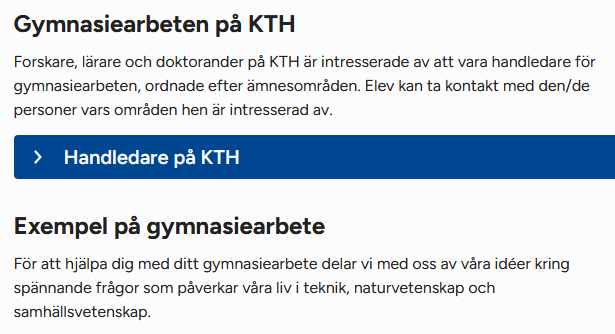 Gymnasiearbeten på KTH
Forskare, lärare och doktorander på KTH är intresserade av att vara handledare för
gymnasiearbeten, ordnade efter ämnesområden. Elev kan ta kontakt med den/de
personer vars områden hen är intresserad av.
Handledare på KTH
Exempel på gymnasiearbete
För att hjälpa dig med ditt gymnasiearbete delar vi med oss av våra idéer kring
spännande frågor som påverkar våra liv i teknik, naturvetenskap och
samhällsvetenskap.